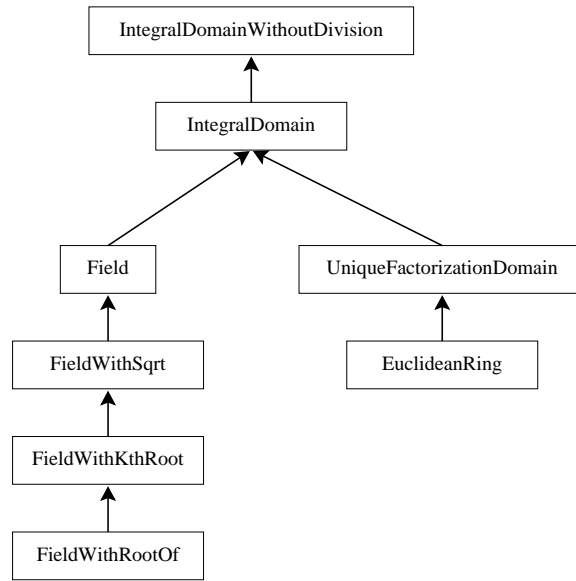 IntegralDomainWithoutDivision
IntegralDomain
Field
UniqueFactorizationDomain
FieldWithSqrt
EuclideanRing
FieldWithKthRoot
FieldWithRootOf